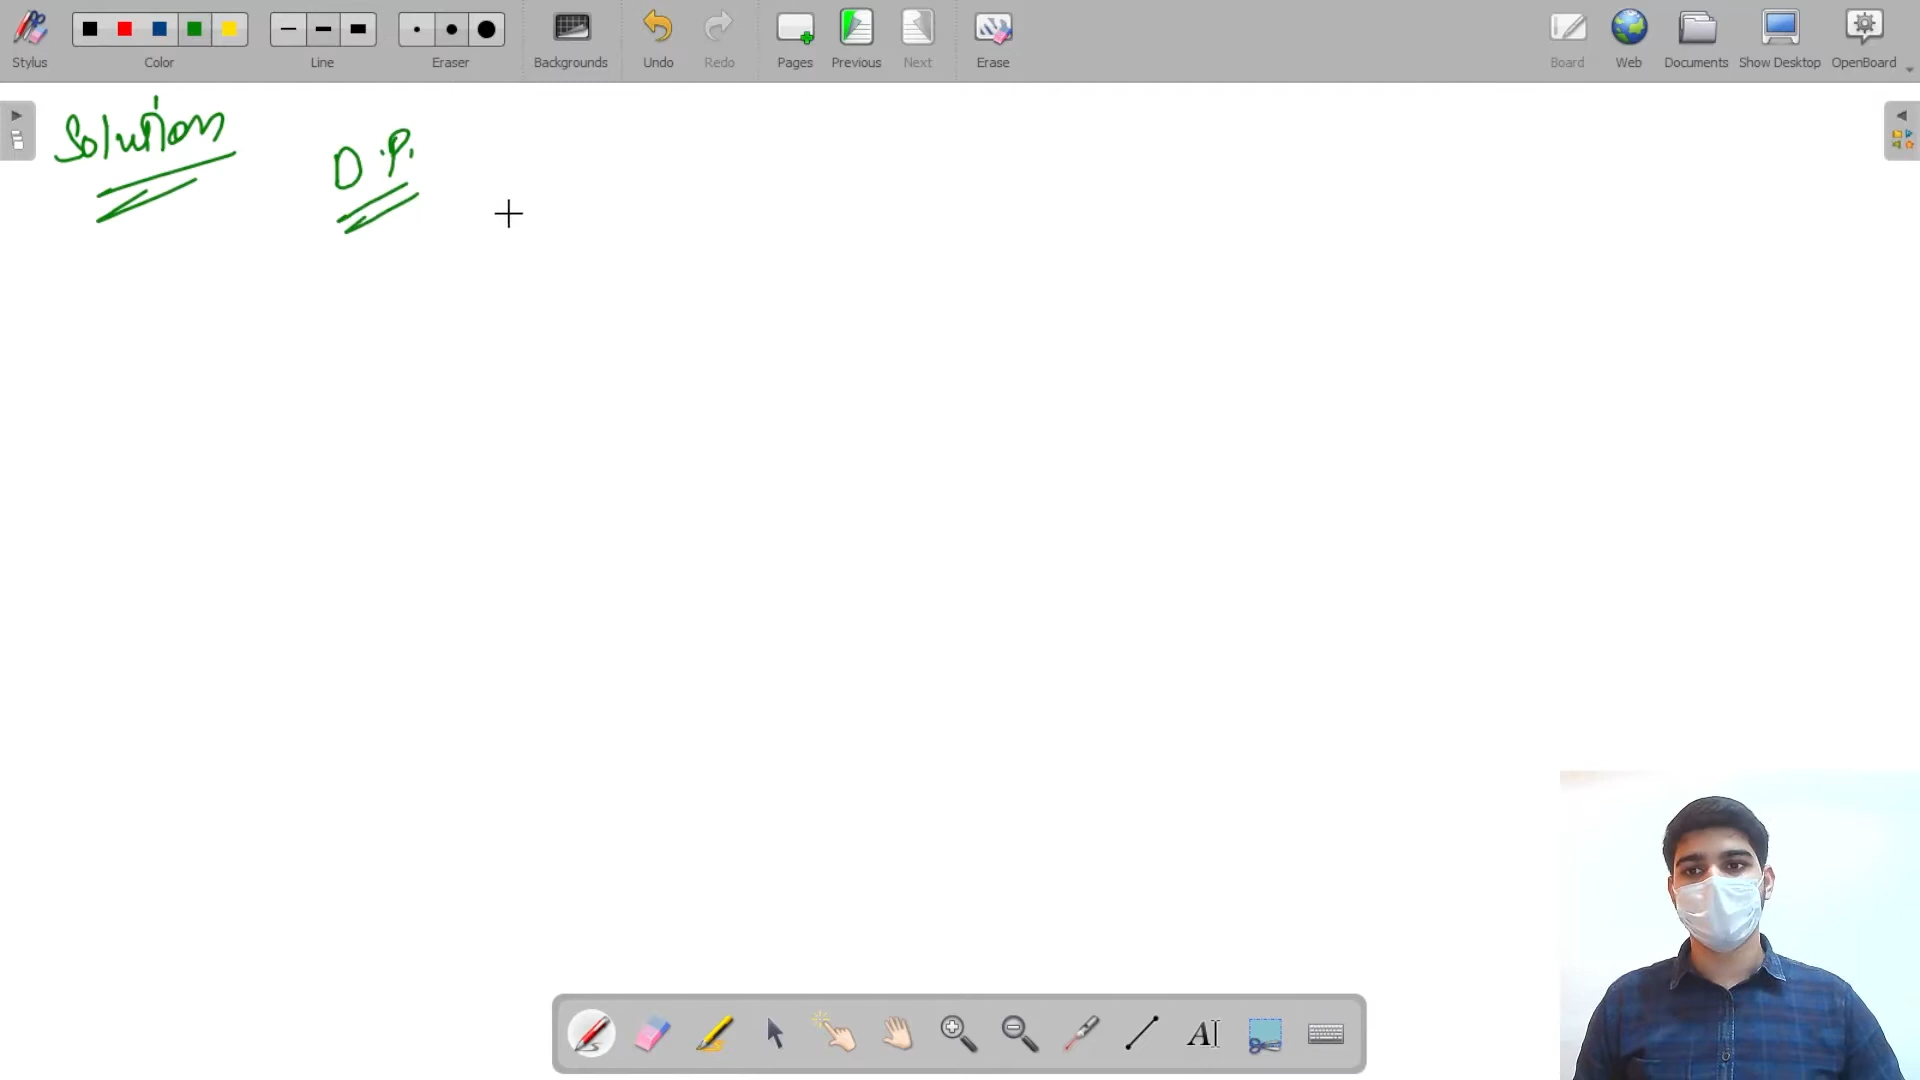 Stylus Color Line Eraser Backgrounds Undo Redo Pages Previous Next Erase Board Web Documents Show Desktop OpenBoard
Solution D.P.
A